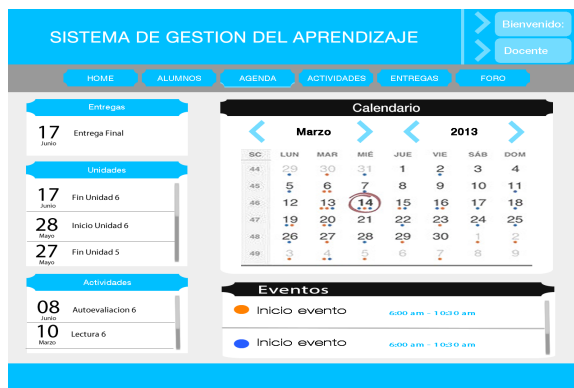 SISTEMA DE GESTION DEL APRENDIZAJE
Bienvenido:
Docente
HOME ALUMNOS AGENDA ACTIVIDADES ENTREGAS FORO
Entregas
17 Entrega Final
Junio
Unidades
17 Fin Unidad 6
Junio
28 Inicio Unidad 6
Mayo
27 Fin Unidad 5
Mayo
Actividades
08 Autoevaliacion 6
Junio
10 Lectura 6
Marzo
Calendario
Marzo 2013
SC LUN MAR MIÉ JUE VIE SÁB DOM
44 29 30 31 1 2 3 4
45 5 6 7 8 9 10 11
46 12 13 14 15 16 17 18
47 19 20 21 22 23 24 25
48 26 27 28 29 30 1 2
49 3 4 5 6 7 8 9
Eventos
Inicio evento 6:00 am - 10:30 am
Inicio evento 6:00 am - 10:30 am